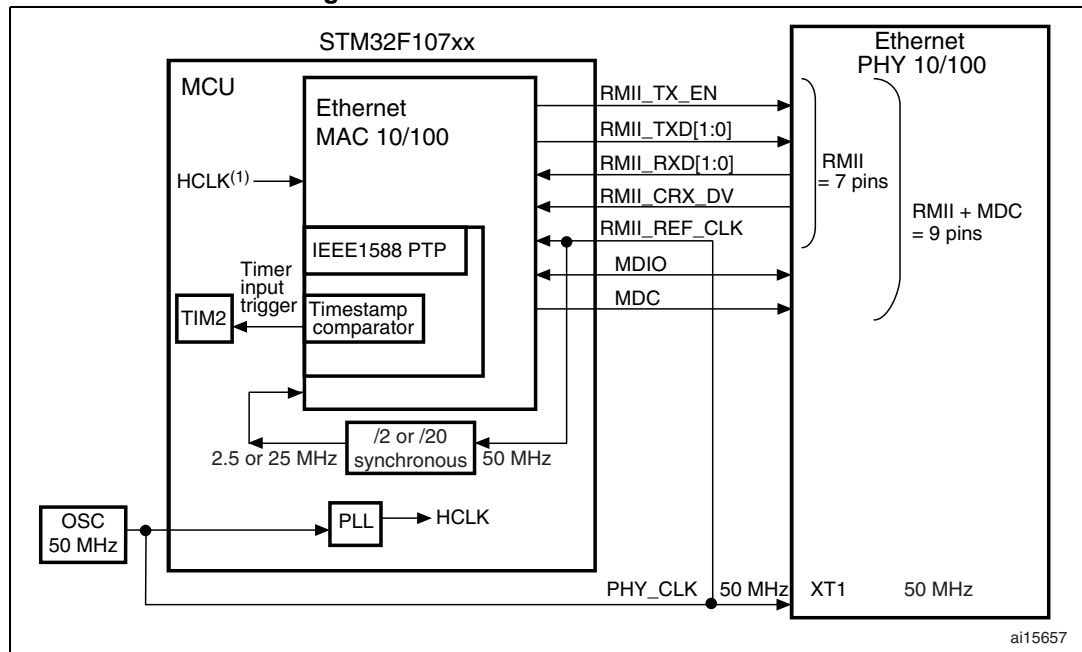 STM32F107xx
MCU
Ethernet
MAC 10/100
HCLK(1)
IEEE1588 PTP
Timer
input
trigger
TIM2
Timestamp
comparator
/2 or /20
synchronous
2.5 or 25 MHz
50 MHz
OSC
50 MHz
PLL
HCLK
RMII_TX_EN
RMII_TXD[1:0]
RMII_RXD[1:0]
RMII_CRX_DV
RMII_REF_CLK
MDIO
MDC
Ethernet
PHY 10/100
RMII
= 7 pins
RMII + MDC
= 9 pins
PHY_CLK 50 MHz
XT1
50 MHz
ai15657